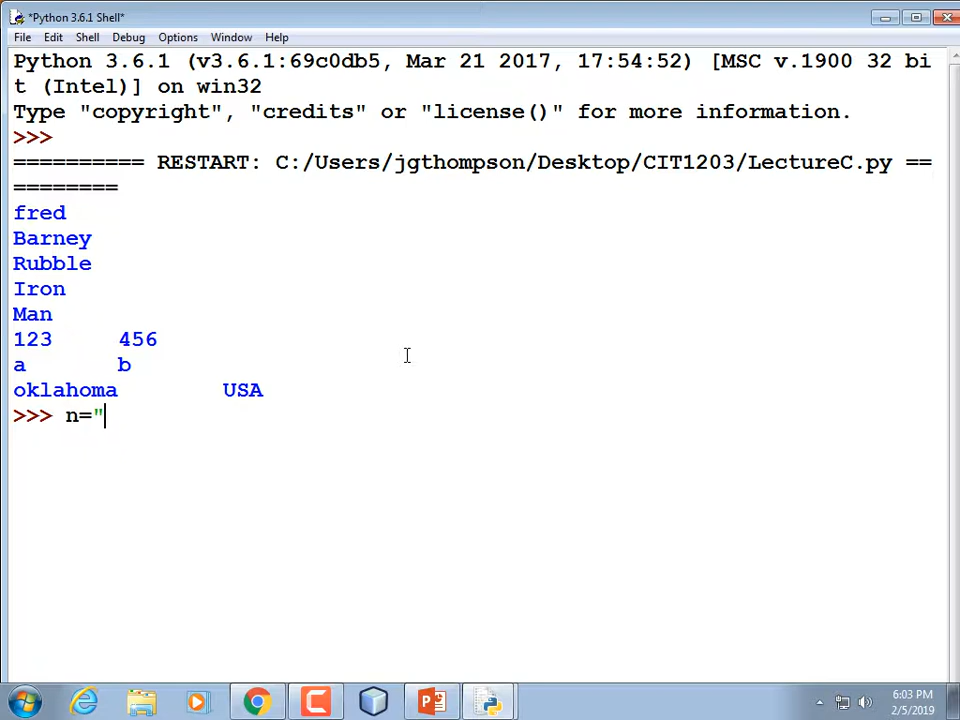 *Python 3.6.1 Shell*
File Edit Shell Debug Options Window Help
Python 3.6.1 (v3.6.1:69c0db5, Mar 21 2017, 17:54:52) [MSC v.1900 32 bi
t (Intel)] on win32
Type "copyright", "credits" or "license()" for more information.
>>>
========== RESTART: C:/Users/jgthompson/Desktop/CIT1203/LectureC.py ==
========
fred
Barney
Rubble
Iron
Man
123 456
a b
oklahoma USA
>>> n="
6:03 PM
2/5/2019